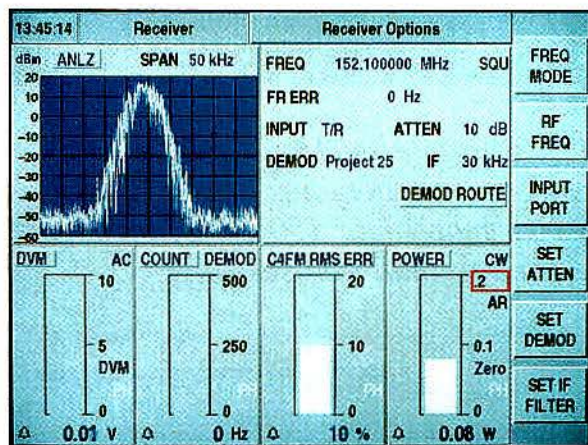 13:45:14 Receiver Receiver Options
dBm ANLZ SPAN 50 kHz
20
10
0
-10
-20
-30
-40
-50
-60
FREQ 152.100000 MHz SQU
FR ERR 0 Hz
INPUT T/R ATTEN 10 dB
DEMOD Project 25 IF 30 kHz
DEMOD ROUTE
DVM AC
10
5
DVM
0
0.01 V
COUNT DEMOD
500
250
0
0 Hz
C4FM RMS ERR
20
10
0
10 %
POWER CW
.2
AR
0.1
Zero
0
0.08 W
FREQ
MODE
RF
FREQ
INPUT
PORT
SET
ATTEN
SET
DEMOD
SET IF
FILTER